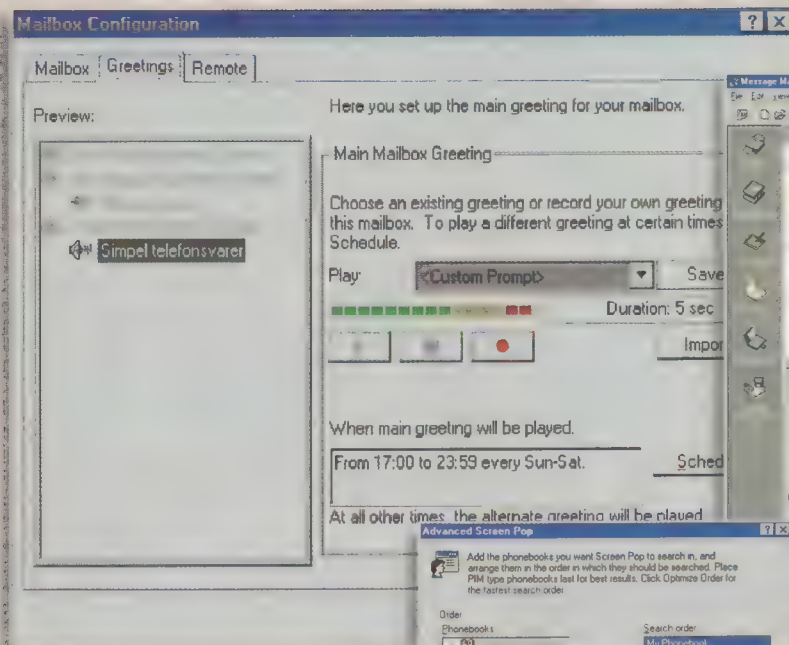 Mailbox Configuration
Mailbox
Greetings
Remote
Preview:
Simpel telefonsvarer
Here you set up the main greeting for your mailbox.
Main Mailbox Greeting
Choose an existing greeting or record your own greeting
this mailbox. To play a different greeting at certain times
Schedule.
Play:
<Custom Prompt>
Save
Duration: 5 sec
Impor
When main greeting will be played.
From 17:00 to 23:59 every Sun-Sat.
Sched
At all other times, the alternate greeting will be played
Message Ma
File Edit
Advanced Screen Pop
Add the phonebooks you want Screen Pop to search in, and
arrange them in the order in which they should be searched. Place
PIM type phonebooks last for best results. Click Optimize Order for
the fastest search order
Order
Phonebooks
Search order
My Phonebook